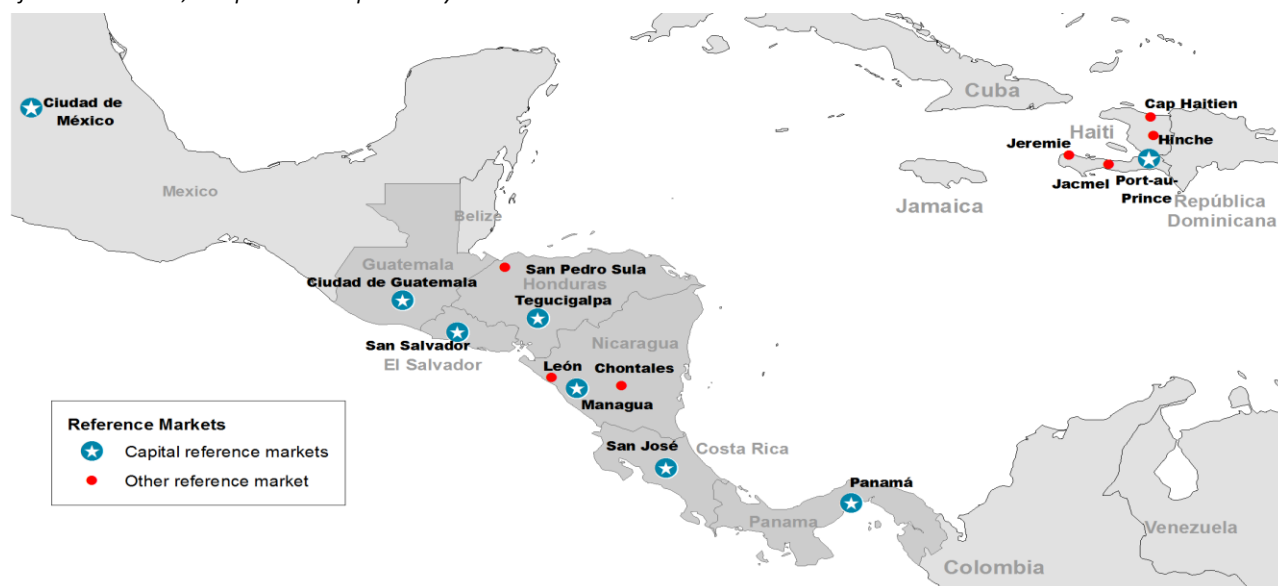 Cuba
Cap Haitien
Ciudad de
México
Haiti
Hinche
Jeremie
Jacmel
Port-au-
Prince
Mexico
Jamaica
República
Dominicana
Belize
Guatemala
Ciudad de Guatemala
San Pedro Sula
Honduras
Tegucigalpa
San Salvador
El Salvador
Nicaragua
León
Chontales
Managua
Reference Markets
Capital reference markets
Other reference market
San José
Costa Rica
Panamá
Panama
Venezuela
Colombia